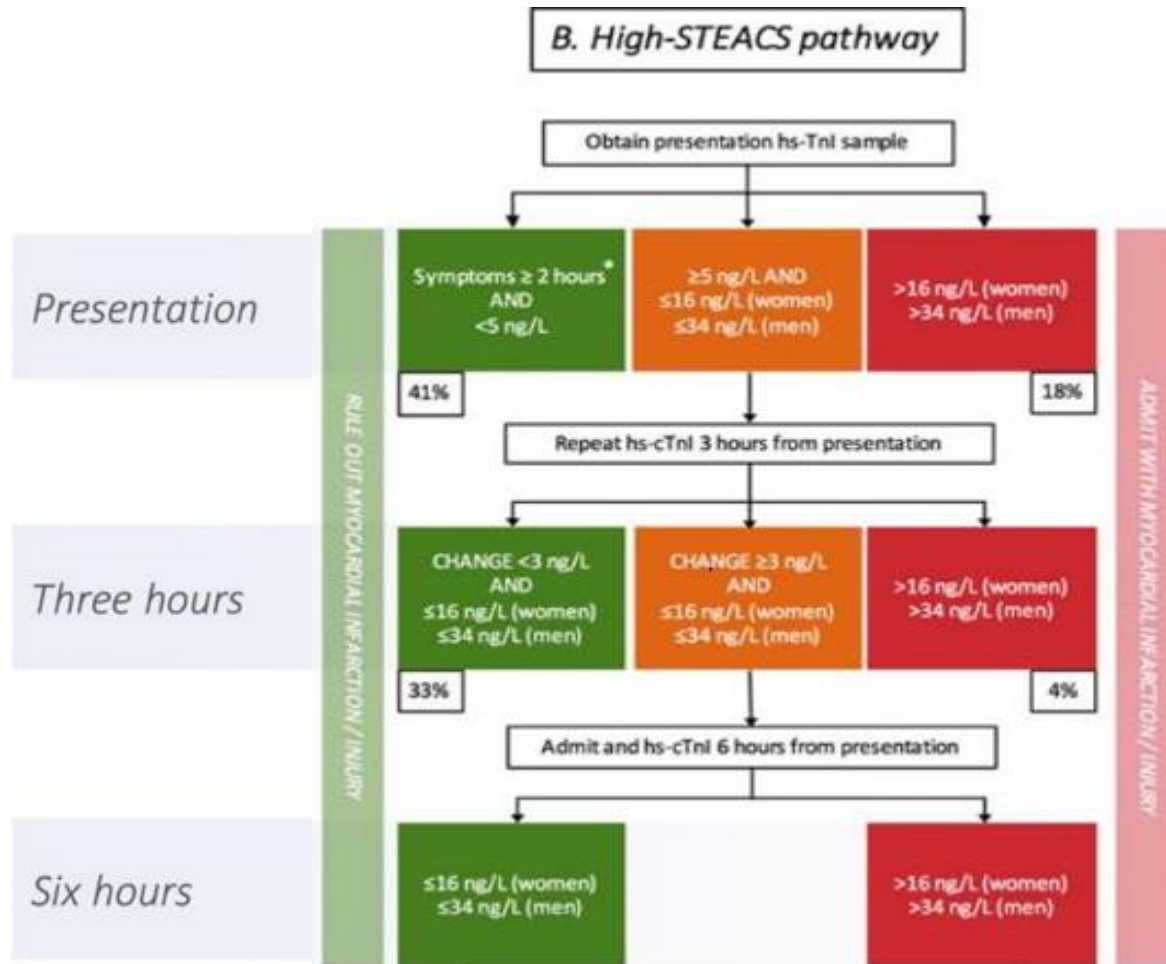 B. High-STEACS pathway
Obtain presentation hs-TnI sample
Presentation
Symptoms ≥ 2 hours*
AND
<5 ng/L
≥5 ng/L AND
≤16 ng/L (women)
≤34 ng/L (men)
>16 ng/L (women)
>34 ng/L (men)
41%
18%
Repeat hs-cTnI 3 hours from presentation
RULE OUT MYOCARDIAL INFARCTION / INJURY
ADMIT WITH MYOCARDIAL INFARCTION / INJURY
Three hours
CHANGE <3 ng/L
AND
≤16 ng/L (women)
≤34 ng/L (men)
CHANGE ≥3 ng/L
AND
≤16 ng/L (women)
≤34 ng/L (men)
>16 ng/L (women)
>34 ng/L (men)
33%
4%
Admit and hs-cTnI 6 hours from presentation
Six hours
≤16 ng/L (women)
≤34 ng/L (men)
>16 ng/L (women)
>34 ng/L (men)